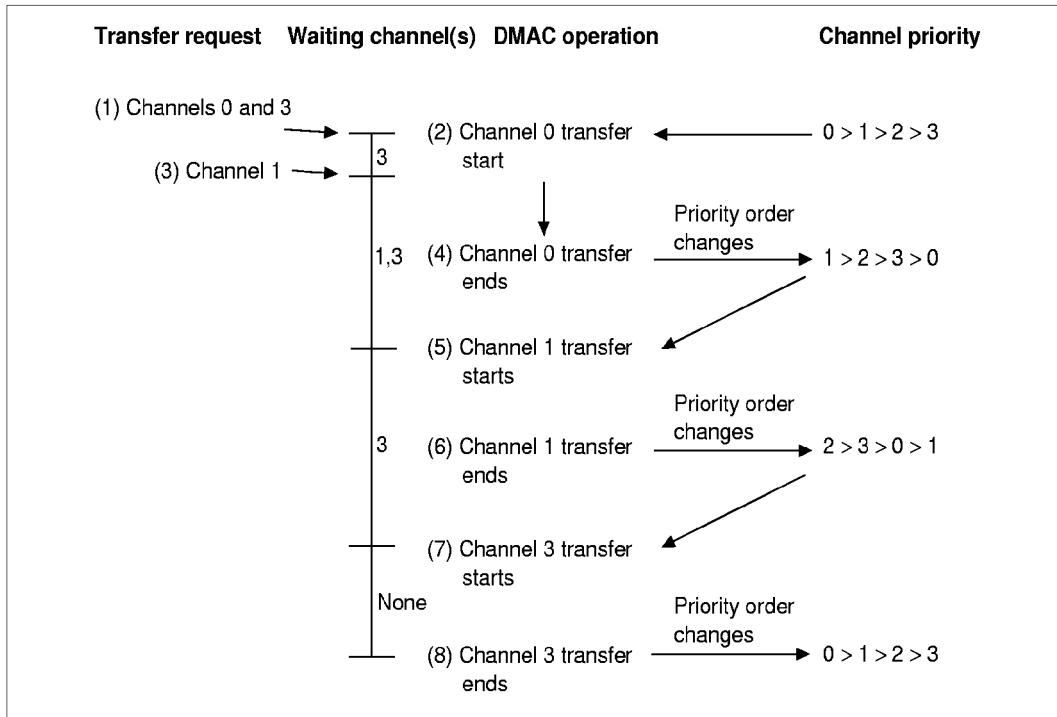 Transfer request Waiting channel(s) DMAC operation Channel priority
(1) Channels 0 and 3
(2) Channel 0 transfer
start
0 > 1 > 2 > 3
3
(3) Channel 1
Priority order
changes
1,3
(4) Channel 0 transfer
ends
1 > 2 > 3 > 0
(5) Channel 1 transfer
starts
Priority order
changes
3
(6) Channel 1 transfer
ends
2 > 3 > 0 > 1
(7) Channel 3 transfer
starts
None
Priority order
changes
(8) Channel 3 transfer
ends
0 > 1 > 2 > 3